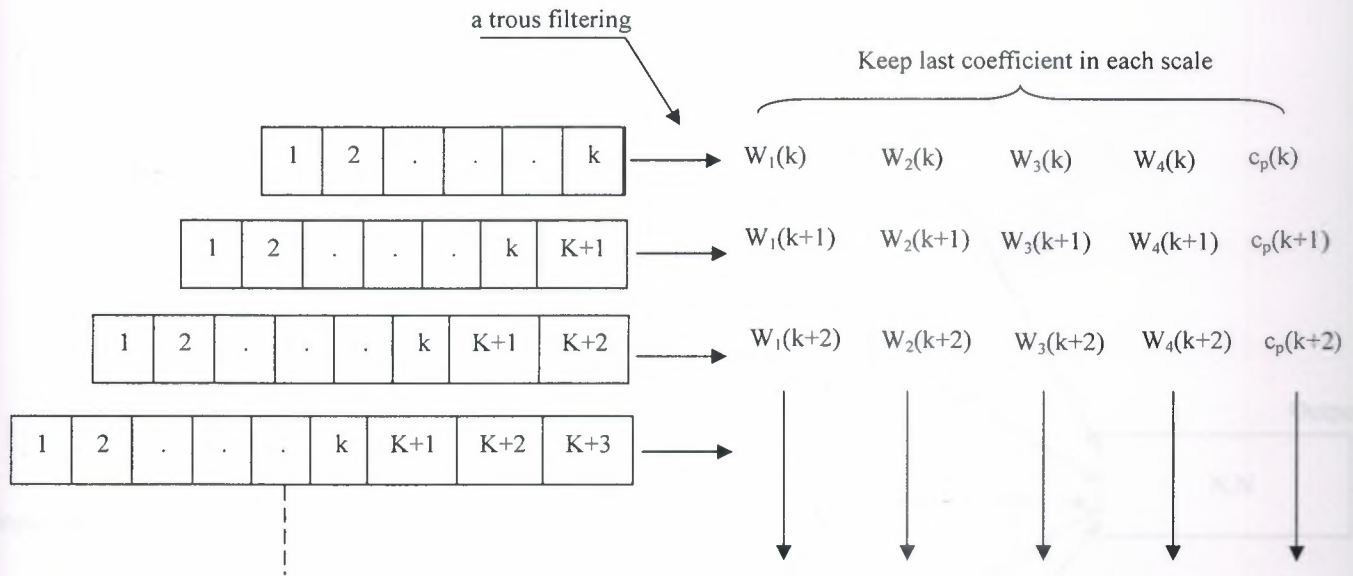 a trous filtering
Keep last coefficient in each scale
1 2 . . . k
W₁(k) W₂(k) W₃(k) W₄(k) cₚ(k)
1 2 . . . k K+1
W₁(k+1) W₂(k+1) W₃(k+1) W₄(k+1) cₚ(k+1)
1 2 . . . k K+1 K+2
W₁(k+2) W₂(k+2) W₃(k+2) W₄(k+2) cₚ(k+2)
1 2 . . . k K+1 K+2 K+3